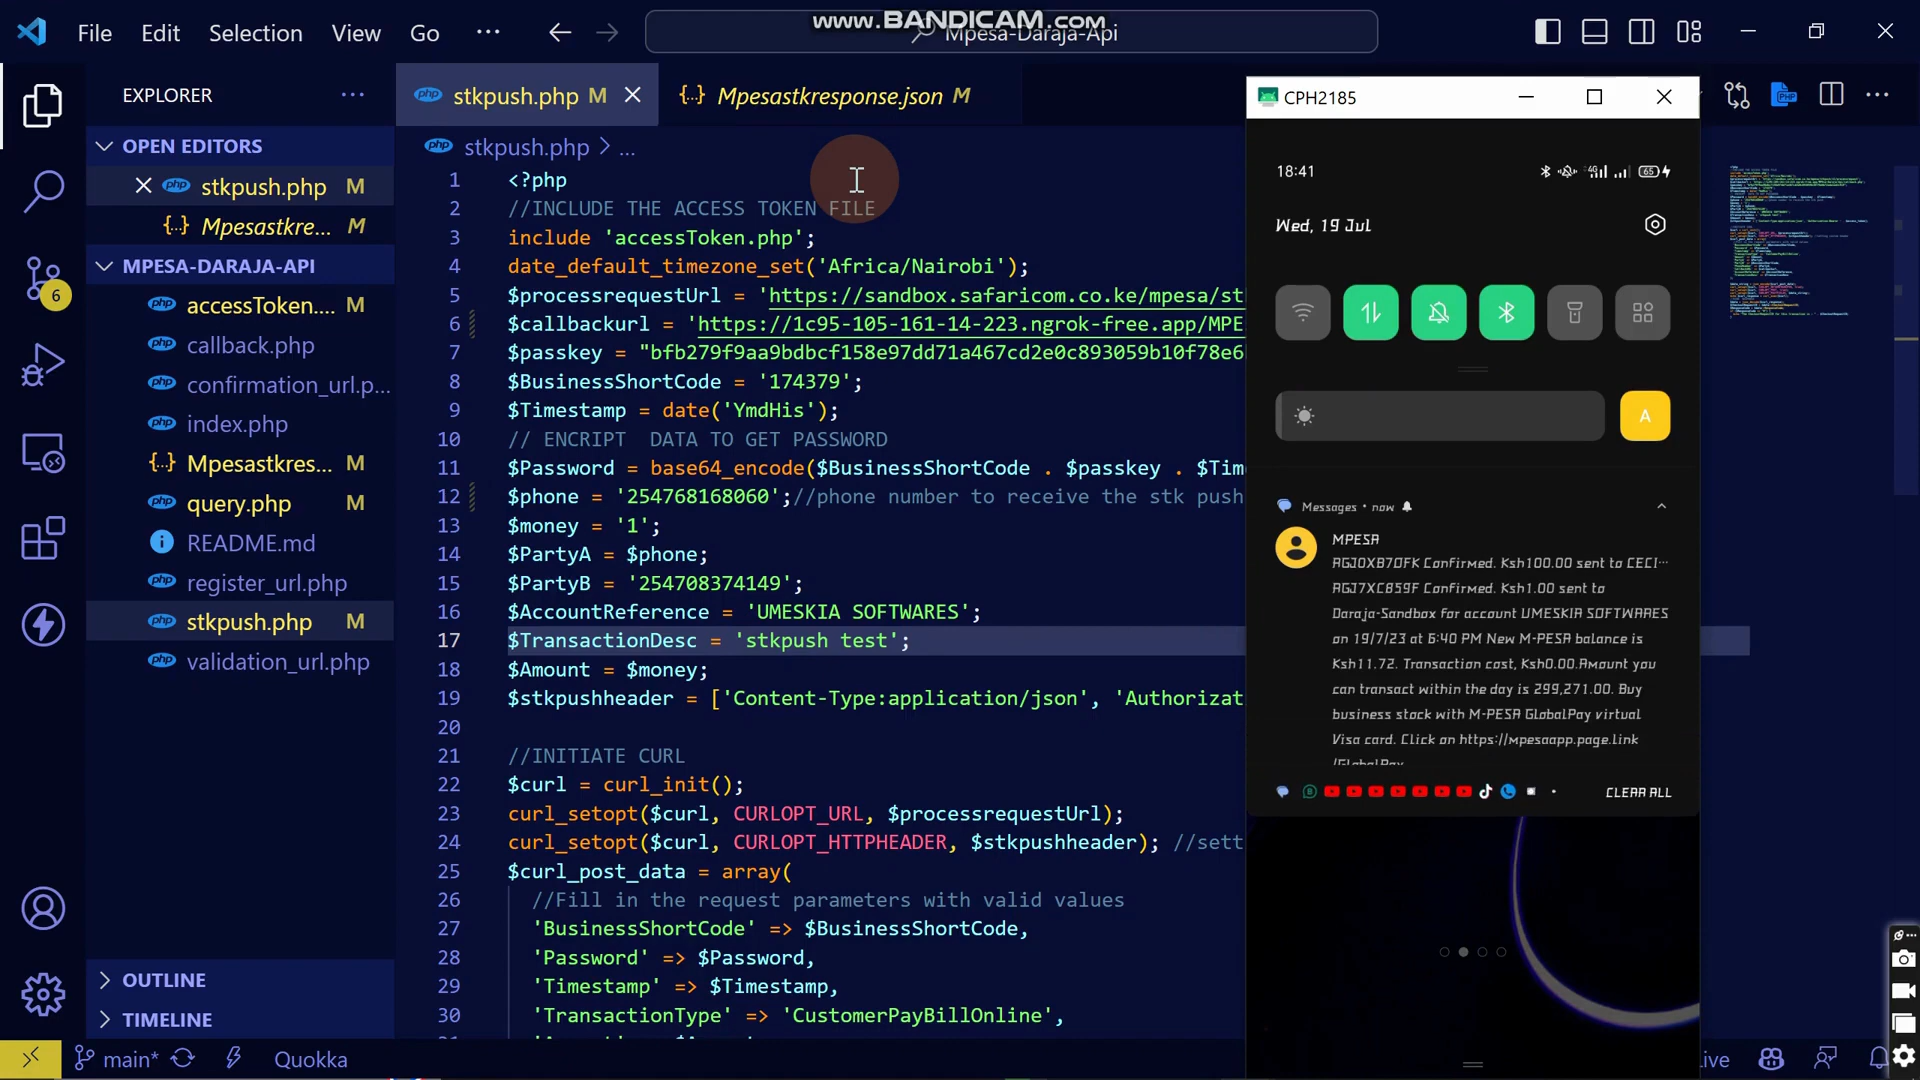 www.BANDICAM.com
File Edit Selection View Go ... Mpesa-Daraja-Api
EXPLORER
OPEN EDITORS
stkpush.php M
Mpesastkre... M
MPESA-DARAJA-API
accessToken.... M
callback.php
confirmation_url.p...
index.php
Mpesastkres... M
query.php M
README.md
register_url.php
stkpush.php M
validation_url.php
OUTLINE
TIMELINE
6
stkpush.php M
Mpesastkresponse.json M
stkpush.php > ...
1 <?php
2 //INCLUDE THE ACCESS TOKEN FILE
3 include 'accessToken.php';
4 date_default_timezone_set('Africa/Nairobi');
5 $processrequestUrl = 'https://sandbox.safaricom.co.ke/mpesa/st
6 $callbackurl = 'https://1c95-105-161-14-223.ngrok-free.app/MPE
7 $passkey = "bfb279f9aa9bdbcf158e97dd71a467cd2e0c893059b10f78e6
8 $BusinessShortCode = '174379';
9 $Timestamp = date('YmdHis');
10 // ENCRIPT  DATA TO GET PASSWORD
11 $Password = base64_encode($BusinessShortCode . $passkey . $Tim
12 $phone = '254768168060';//phone number to receive the stk push
13 $money = '1';
14 $PartyA = $phone;
15 $PartyB = '254708374149';
16 $AccountReference = 'UMESKIA SOFTWARES';
17 $TransactionDesc = 'stkpush test';
18 $Amount = $money;
19 $stkpushheader = ['Content-Type:application/json', 'Authorizat
20
21 //INITIATE CURL
22 $curl = curl_init();
23 curl_setopt($curl, CURLOPT_URL, $processrequestUrl);
24 curl_setopt($curl, CURLOPT_HTTPHEADER, $stkpushheader); //sett
25 $curl_post_data = array(
26 //Fill in the request parameters with valid values
27 'BusinessShortCode' => $BusinessShortCode,
28 'Password' => $Password,
29 'Timestamp' => $Timestamp,
30 'TransactionType' => 'CustomerPayBillOnline',
CPH2185
18:41
4G
65
Wed, 19 Jul
A
Messages • now
MPESA
RGJ0XB7DFK Confirmed. Ksh100.00 sent to CECI...
RGJ7XCB59F Confirmed. Ksh1.00 sent to
Daraja-Sandbox for account UMESKIA SOFTWARES
on 19/7/23 at 6:40 PM New M-PESA balance is
Ksh11.72. Transaction cost, Ksh0.00.Amount you
can transact within the day is 299,271.00. Buy
business stock with M-PESA GlobalPay virtual
Visa card. Click on https://mpesaapp.page.link
/GlobalPay
CLEAR ALL
main* Quokka
ive